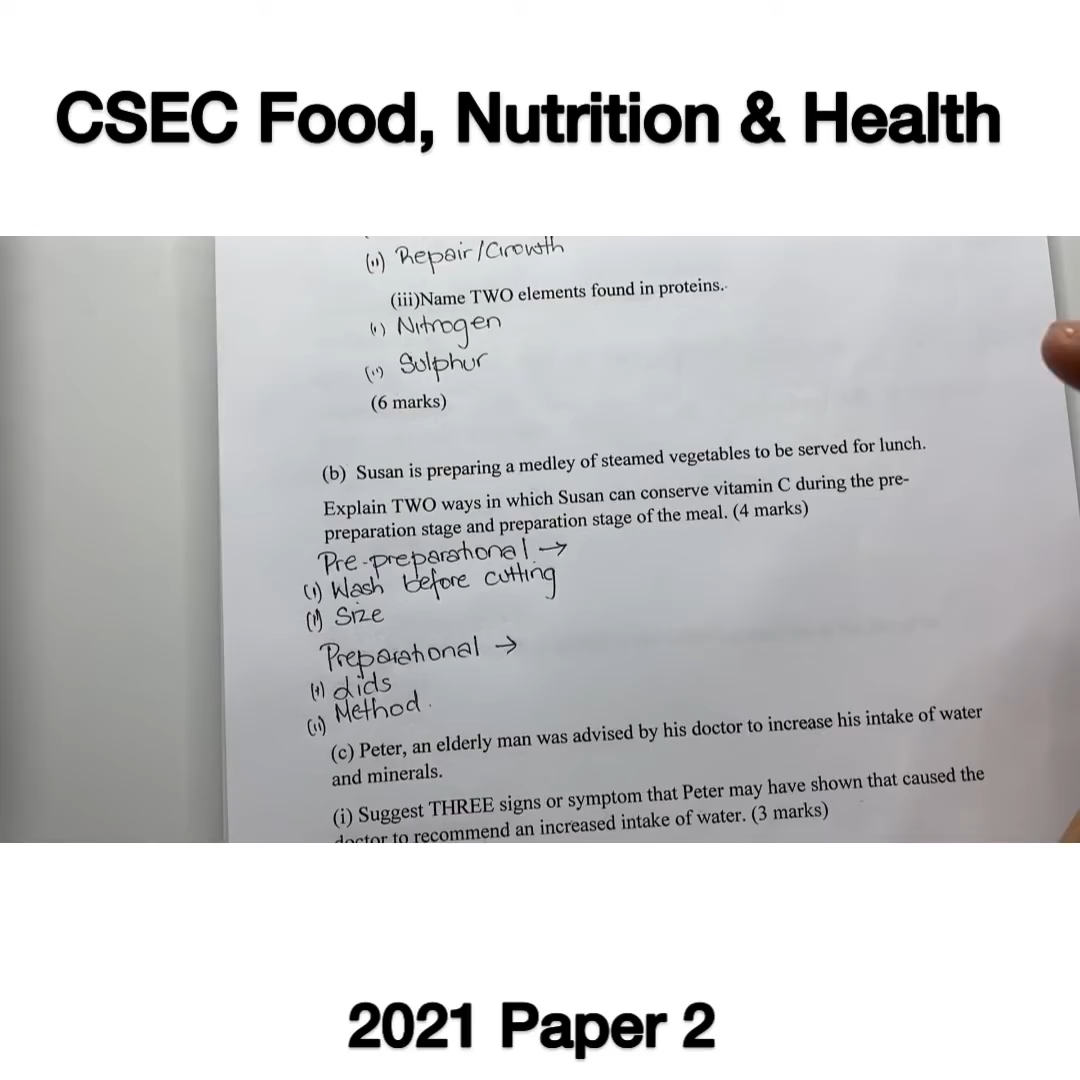 CSEC Food, Nutrition & Health
(ii) Repair/Growth
(iii)Name TWO elements found in proteins.
(i) Nitrogen
(ii) Sulphur
(6 marks)
(b) Susan is preparing a medley of steamed vegetables to be served for lunch.
Explain TWO ways in which Susan can conserve vitamin C during the pre-
preparation stage and preparation stage of the meal. (4 marks)
Pre-preparational →
(i) Wash before cutting
(ii) Size
Preparational →
(i) Lids
(ii) Method.
(c) Peter, an elderly man was advised by his doctor to increase his intake of water
and minerals.
(i) Suggest THREE signs or symptom that Peter may have shown that caused the
doctor to recommend an increased intake of water. (3 marks)
2021 Paper 2